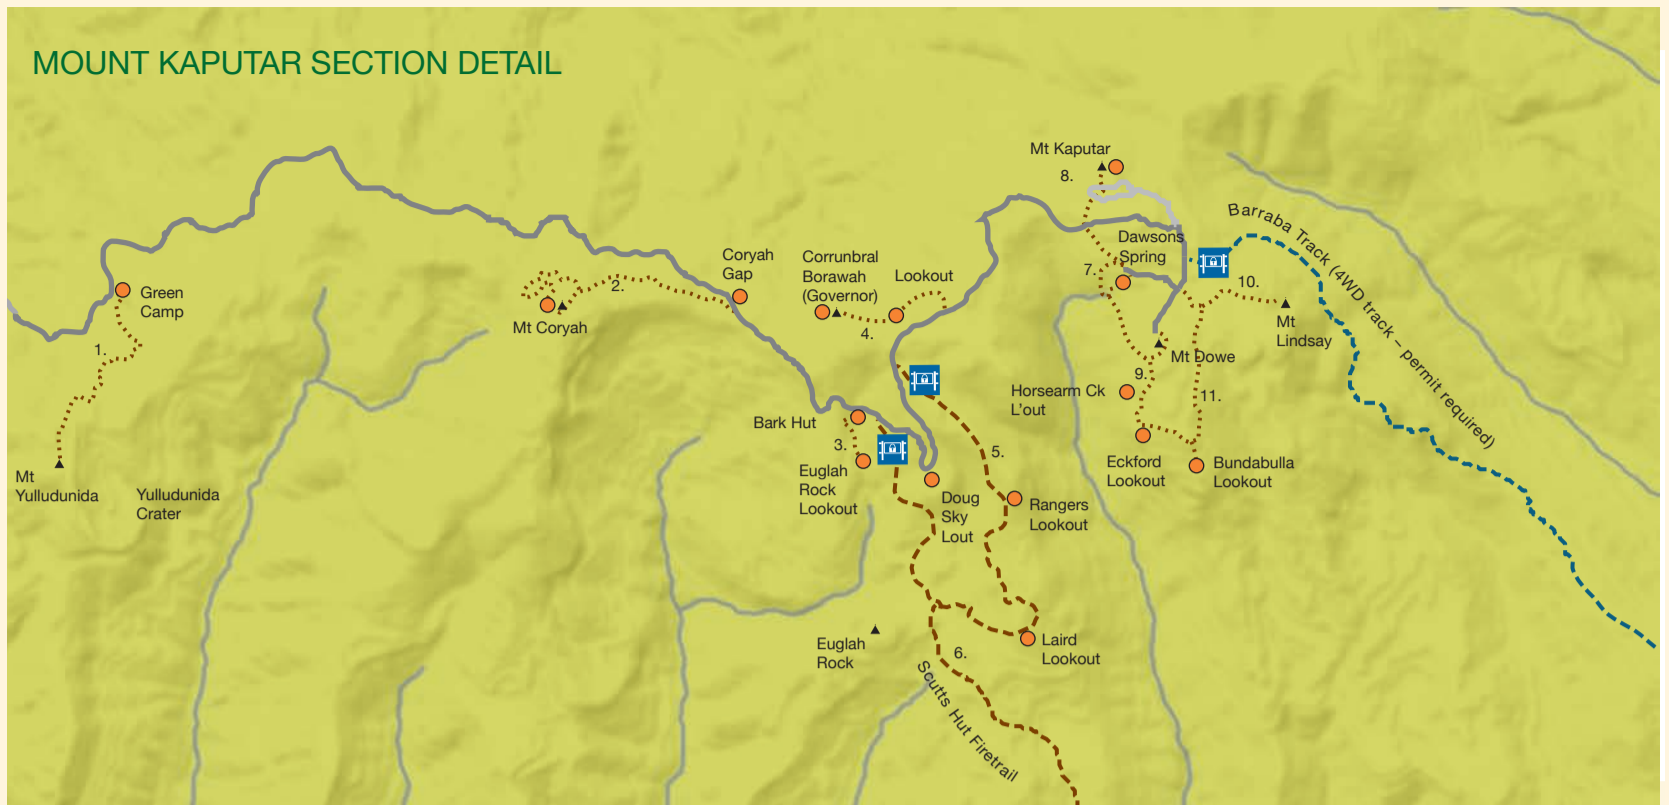 MOUNT KAPUTAR SECTION DETAIL
Mt Kaputar
8.
Barraba Track (4WD track – permit required)
Dawsons
Spring
7.
10.
Coryah
Gap
Corrunbral
Borawah
(Governor)
Lookout
4.
Green
Camp
2.
Mt Coryah
1.
Mt
Lindsay
Mt Dowe
9.
Horsearm Ck
L'out
11.
Bark Hut
3.
Euglah
Rock
Lookout
5.
Eckford
Lookout
Bundabulla
Lookout
Mt
Yulludunida
Yulludunida
Crater
Doug
Sky
Lout
Rangers
Lookout
Euglah
Rock
6.
Laird
Lookout
Scutts Hut Firetrail